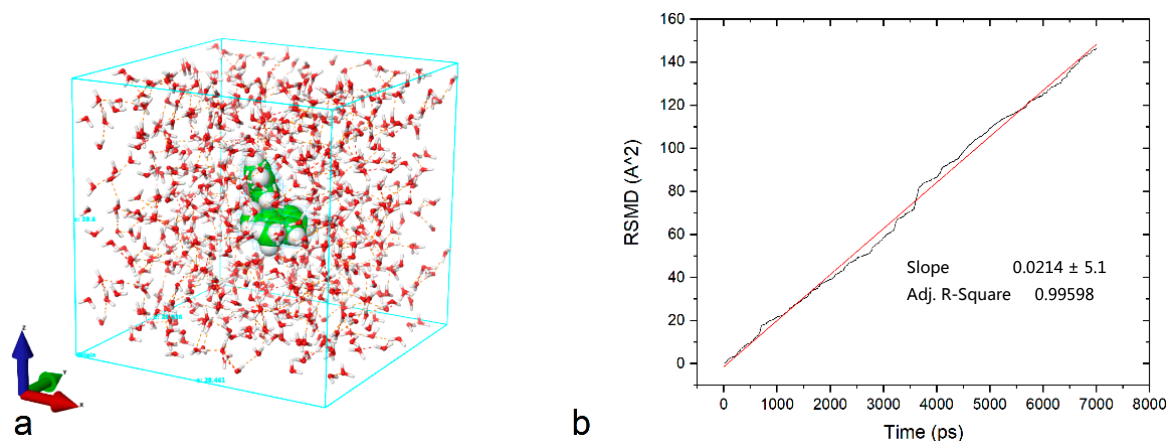 Z
Y
X
a
RSMD (A^2)
160
140
120
100
80
60
40
20
0
Slope 0.0214 ± 5.1
Adj. R-Square 0.99598
0 1000 2000 3000 4000 5000 6000 7000 8000
Time (ps)
b